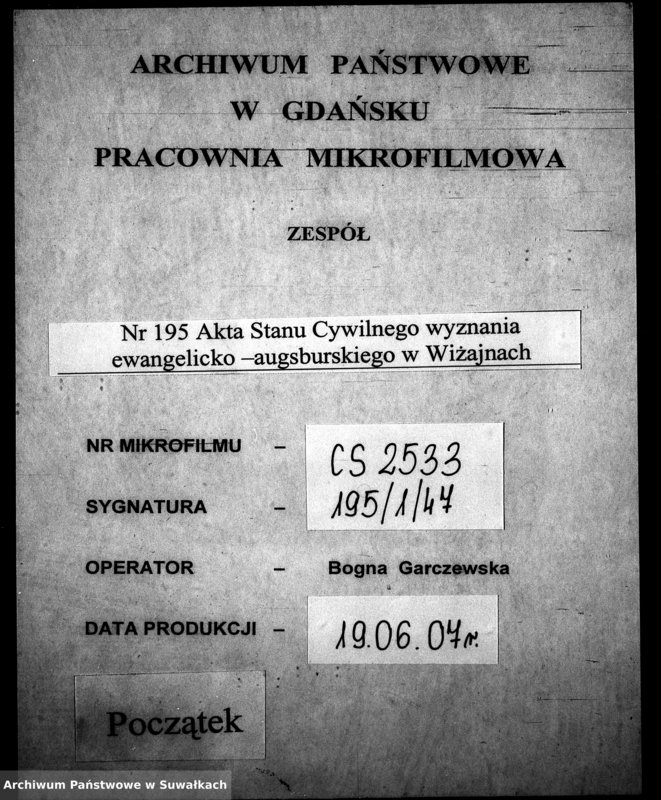 ARCHIWUM PAŃSTWOWE
W GDAŃSKU
PRACOWNIA MIKROFILMOWA
ZESPÓŁ
Nr 195 Akta Stanu Cywilnego wyznania
ewangelicko –augsburskiego w Wiżajnach
NR MIKROFILMU – CS 2533
SYGNATURA – 195/1/47
OPERATOR – Bogna Garczewska
DATA PRODUKCJI – 19.06.07r.
Początek
Archiwum Państwowe w Suwałkach